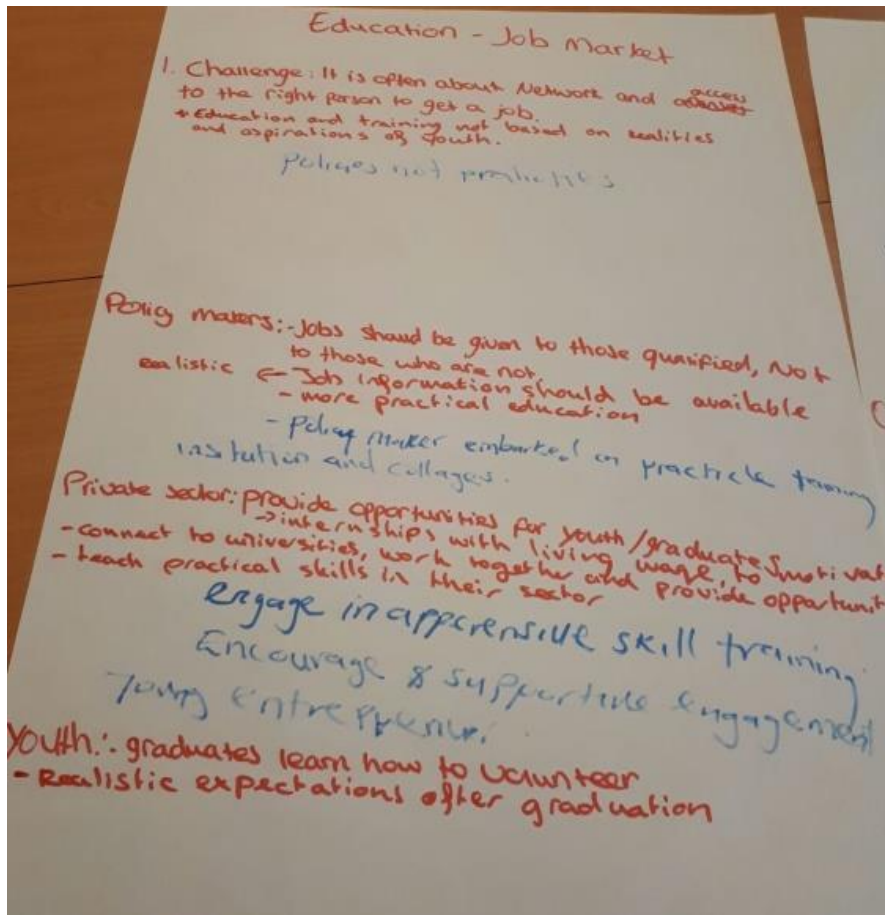 Education - Job Market
1. Challenge: It is often about Network and access
to the right person to get a job.
+ Education and training not based on realities
and aspirations of Youth.
Policies not
Policy makers: - Jobs should be given to those qualified, Not
to those who are not
realistic ← Job information should be available
- more practical education
- Policy maker embarked on practicle training
insitution and collages.
Private sector: provide opportunities for youth/graduates
→ internships with living wage, to motivat
- connect to universities, work together and provide opportunit
- teach practical skills in their sector
engage in apperensive skill training
Encourage & supportive engagement
Young
Youth: graduates learn how to volunteer
- Realistic expectations after graduation